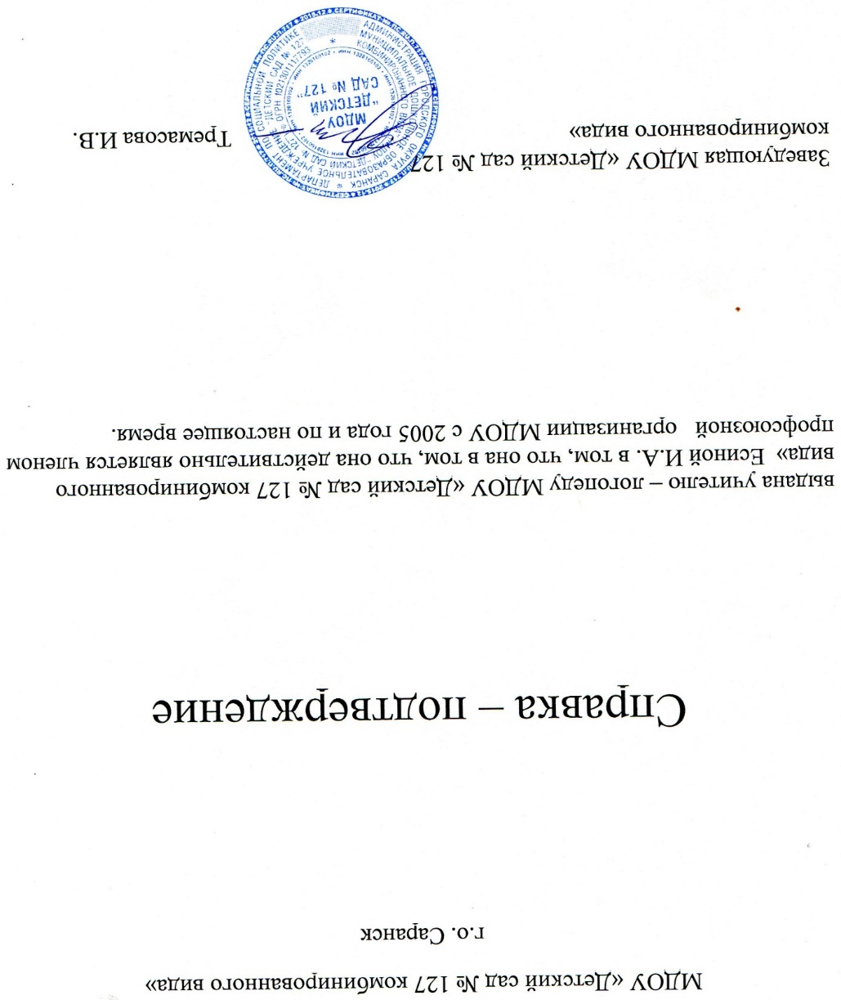 МДОУ «Детский сад № 127 комбинированного вида»
г.о. Саранск
Справка – подтверждение
выдана учителю – логопеду МДОУ «Детский сад № 127 комбинированного
вида» Есиной И.А. в том, что она в том, что она действительно является членом
профсоюзной организации МДОУ с 2005 года и по настоящее время.
Заведующая МДОУ «Детский сад № 127
комбинированного вида»
Тремасова И.В.
МДОУ
"ДЕТСКИЙ
САД № 127"